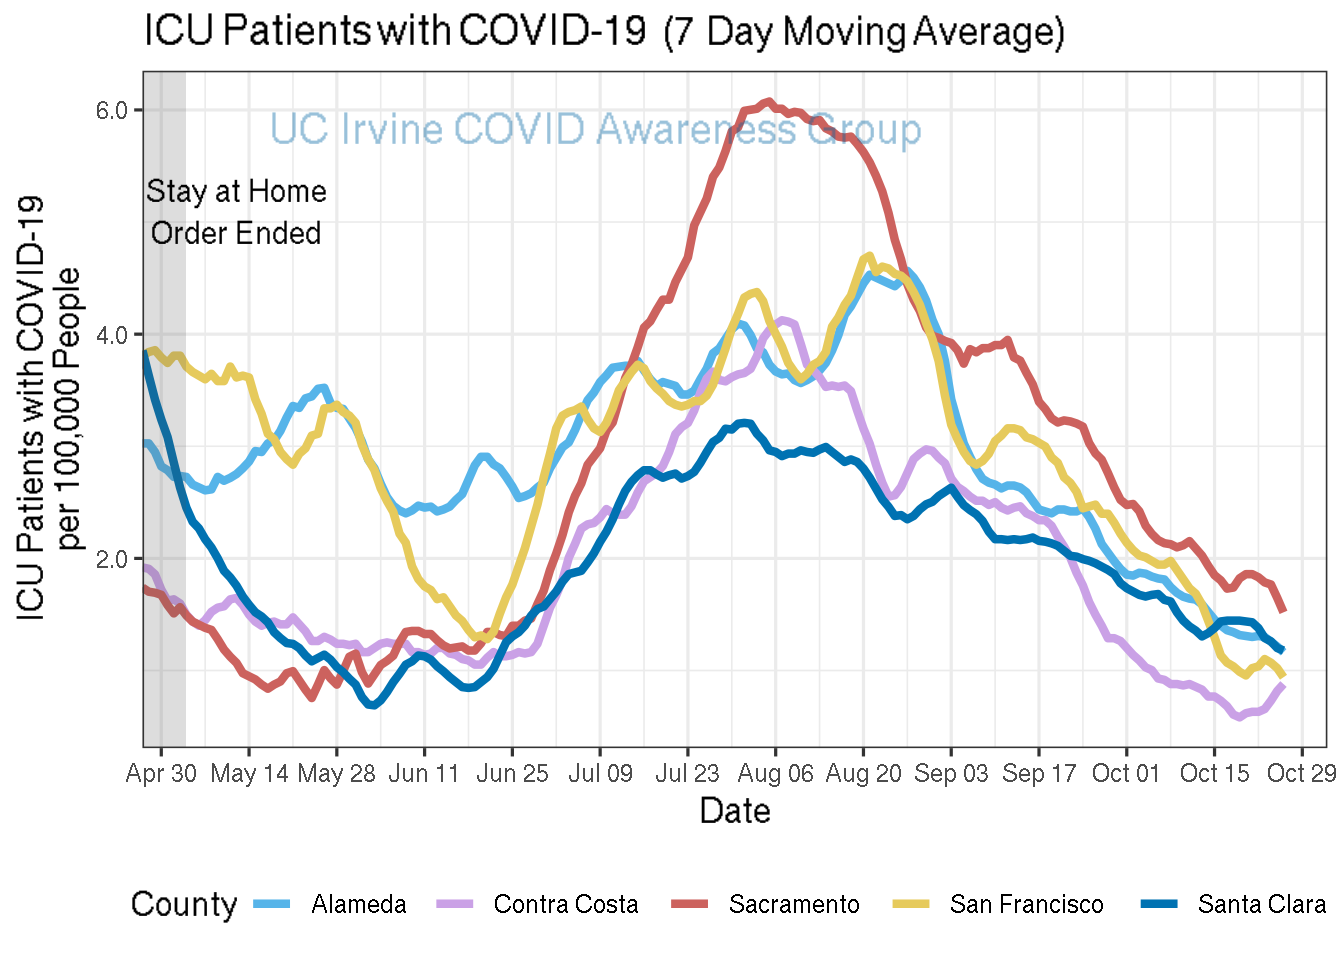 ICU Patients with COVID-19 (7 Day Moving Average)
UC Irvine COVID Awareness Group
Stay at Home
Order Ended
ICU Patients with COVID-19
per 100,000 People
6.0
4.0
2.0
Apr 30 May 14 May 28 Jun 11 Jun 25 Jul 09 Jul 23 Aug 06 Aug 20 Sep 03 Sep 17 Oct 01 Oct 15 Oct 29
Date
County Alameda Contra Costa Sacramento San Francisco Santa Clara